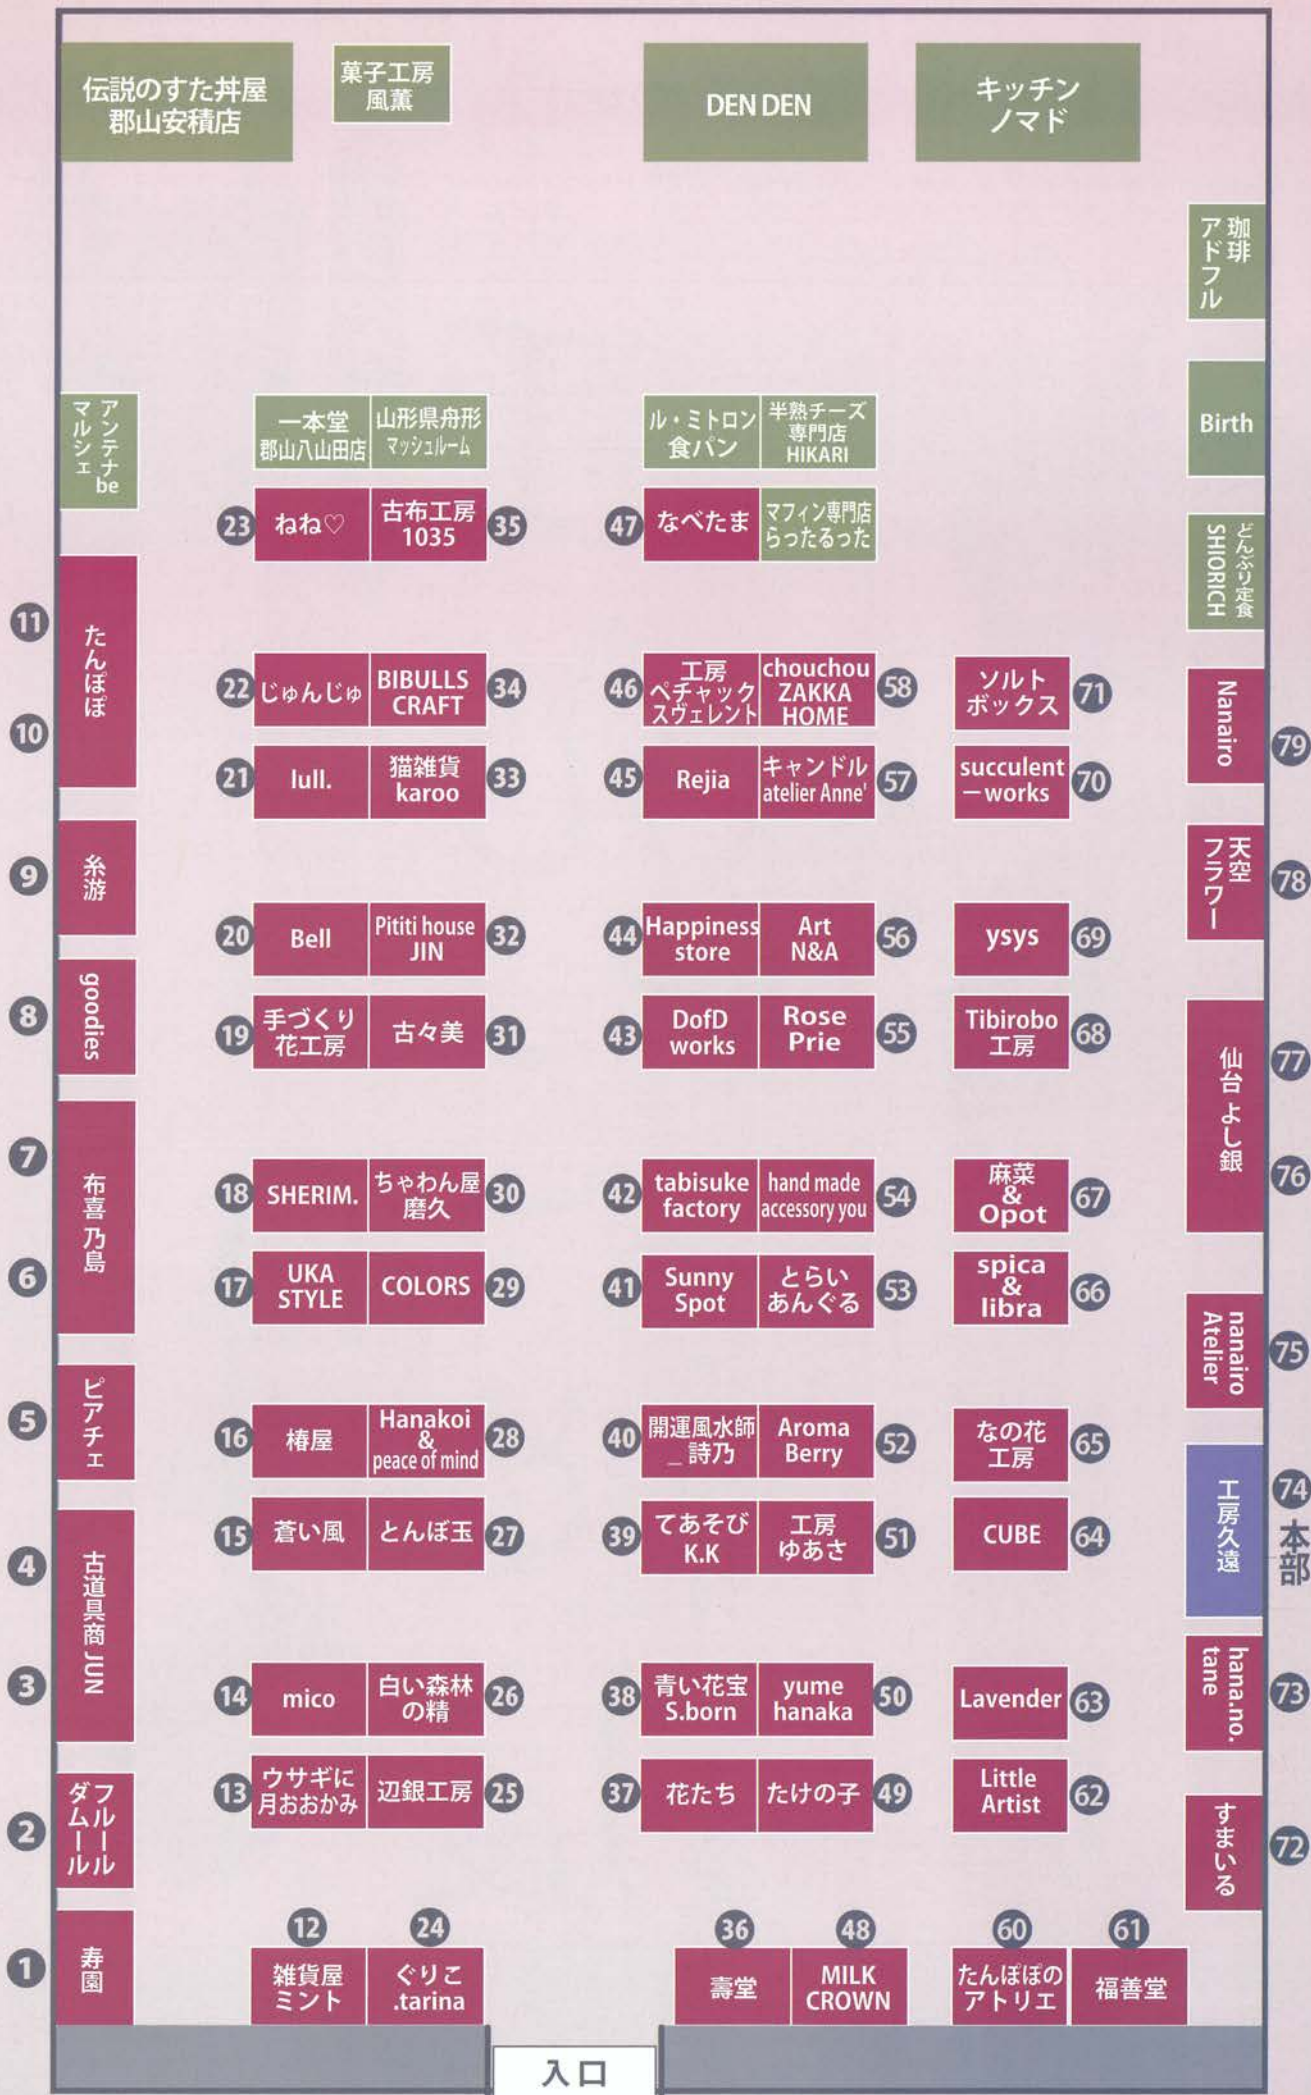 伝説のすた丼屋
郡山安積店
菓子工房
風薫
DEN DEN
キッチン
ノマド
珈琲
アドフル
Birth
どんぶり定食
SHIORICH
アンテナbe
マルシェ
一本堂
郡山八山田店
山形県舟形
マッシュルーム
ル・ミトロン
食パン
半熟チーズ
専門店
HIKARI
23
ねね♡
古布工房
1035
35
47
なべたま
マフィン専門店
らったるった
11
10
たんぽぽ
22
じゅんじゅ
BIBULLS
CRAFT
34
46
工房
ペチャック
スヴェレント
chouchou
ZAKKA
HOME
58
ソルト
ボックス
71
Nanairo
79
21
lull.
猫雑貨
karoo
33
45
Rejia
キャンドル
atelier Anne'
57
succulent
ーworks
70
9
糸游
天空
フラワー
78
20
Bell
Pititi house
JIN
32
44
Happiness
store
Art
N&A
56
ysys
69
8
goodies
19
手づくり
花工房
古々美
31
43
DofD
works
Rose
Prie
55
Tibirobo
工房
68
仙台 よし銀
77
76
7
6
布喜乃島
18
SHERIM.
ちゃわん屋
磨久
30
42
tabisuke
factory
hand made
accessory you
54
麻菜
&
Opot
67
17
UKA
STYLE
COLORS
29
41
Sunny
Spot
とらい
あんぐる
53
spica
&
libra
66
nanairo
Atelier
75
5
ピアチェ
16
椿屋
Hanakoi
&
peace of mind
28
40
開運風水師
_詩乃
Aroma
Berry
52
なの花
工房
65
工房久遠
74
本部
15
蒼い風
とんぼ玉
27
39
てあそび
K.K
工房
ゆあさ
51
CUBE
64
4
3
古道具商 JUN
14
mico
白い森林
の精
26
38
青い花宝
S.born
yume
hanaka
50
Lavender
63
hana.no.
tane
73
2
フルール
ダムール
13
ウサギに
月おおかみ
辺銀工房
25
37
花たち
たけの子
49
Little
Artist
62
すまいる
72
1
寿園
12
雑貨屋
ミント
24
ぐりこ
.tarina
36
壽堂
48
MILK
CROWN
60
たんぽぽの
アトリエ
61
福善堂
入口